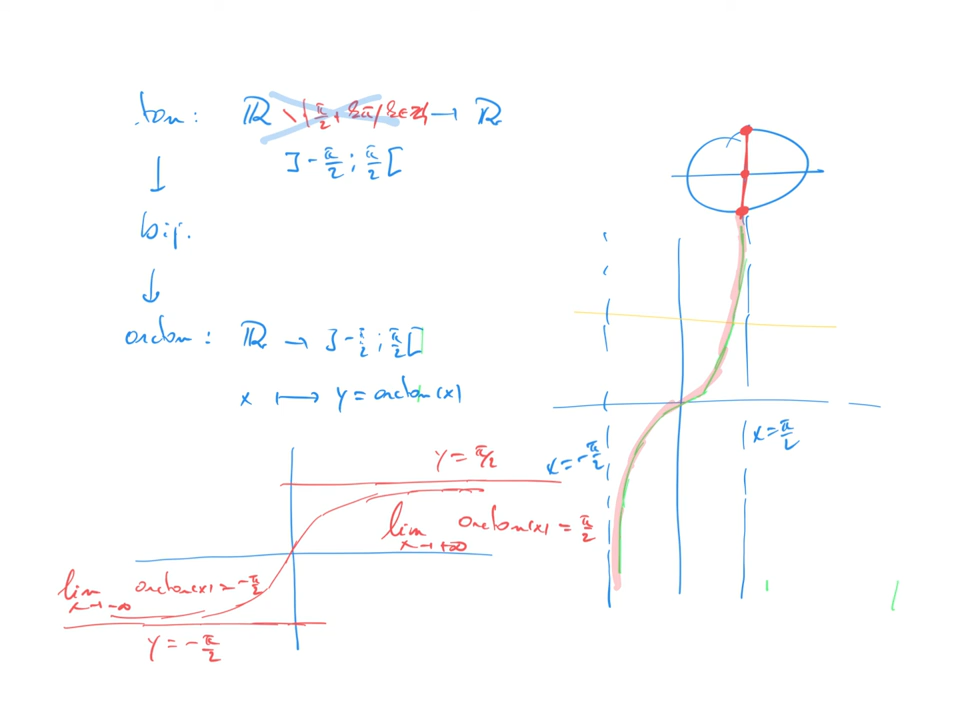 tan : ℝ \ {π/2 + kπ / k∈ℤ} → ℝ
]-π/2 ; π/2[
↓
bij.
↓
arctan : ℝ → ]-π/2 ; π/2[
x ⟼ y = arctan(x)
x = π/2
x = -π/2
y = π/2
lim x→+∞ arctan(x) = π/2
lim x→-∞ arctan(x) = -π/2
y = -π/2